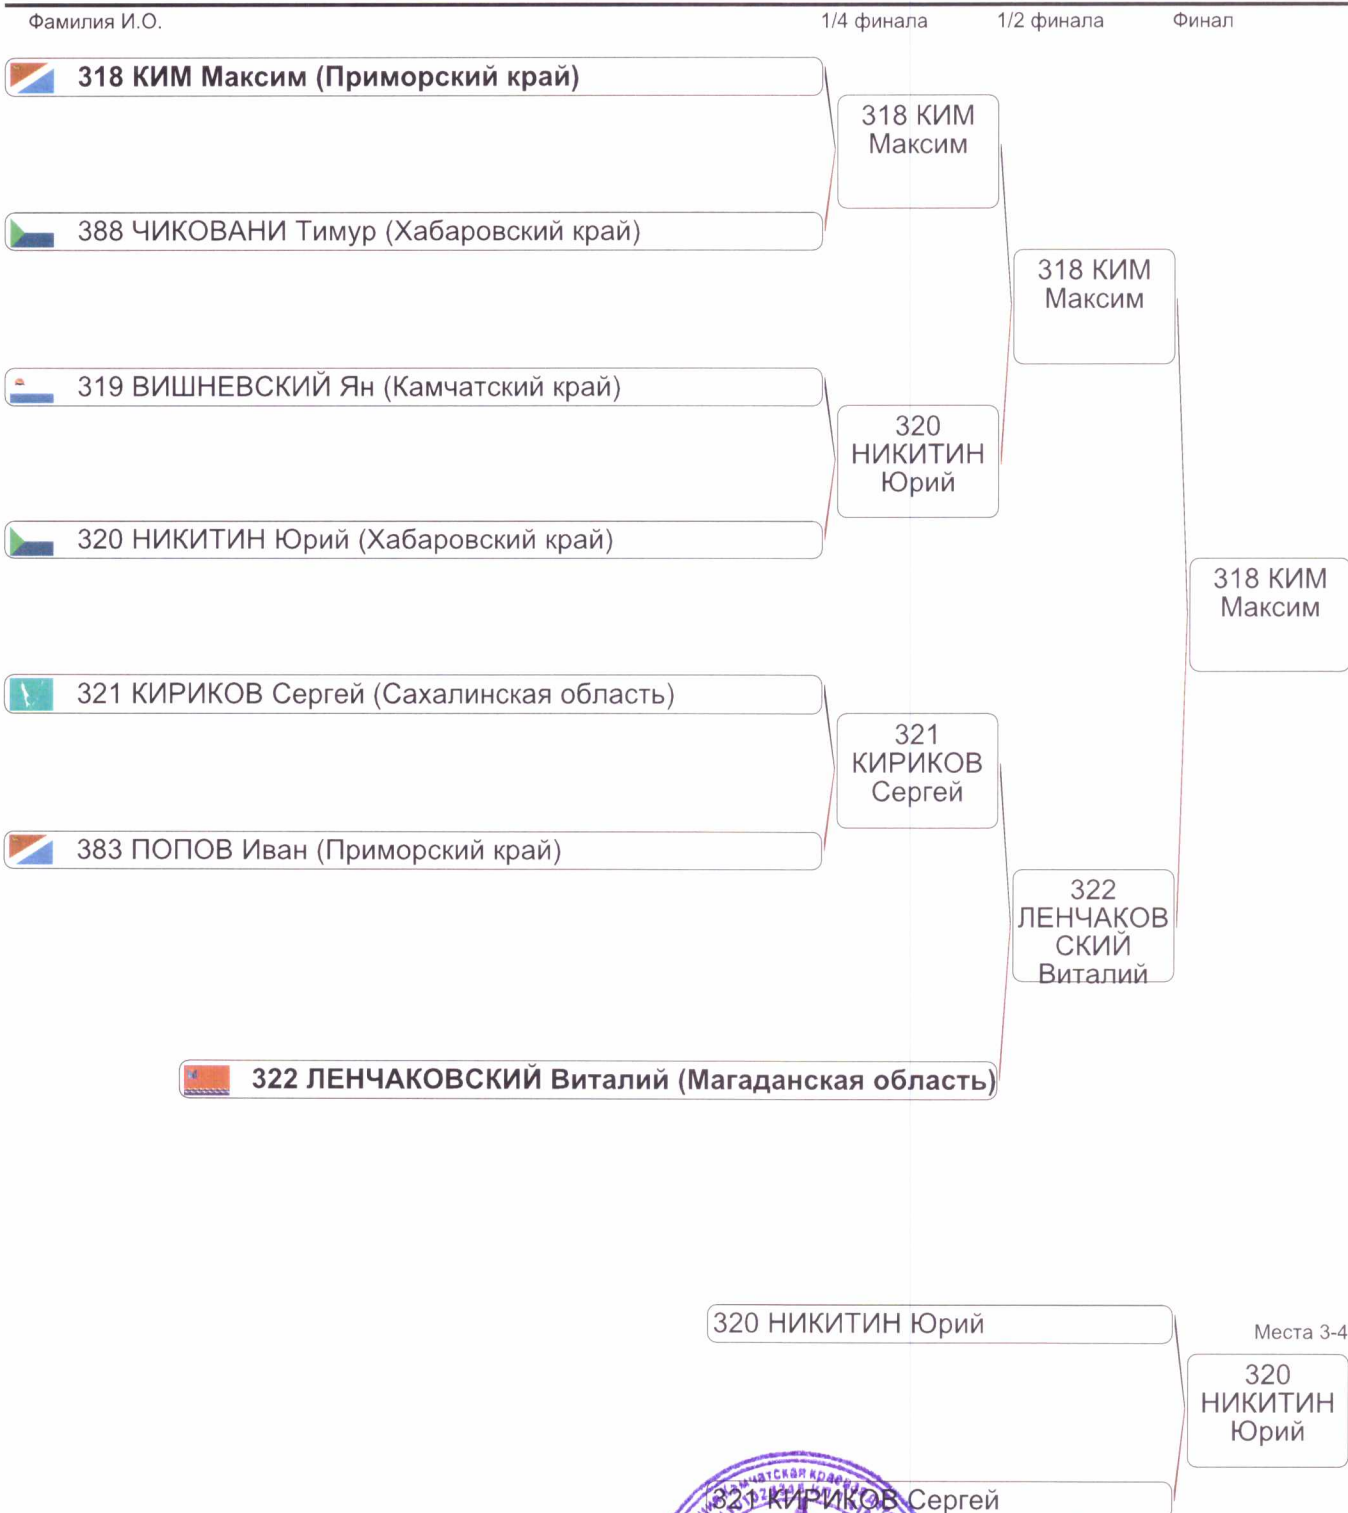 Фамилия И.О.
1/4 финала
1/2 финала
Финал
318 КИМ Максим (Приморский край)
318 КИМ
Максим
388 ЧИКОВАНИ Тимур (Хабаровский край)
318 КИМ
Максим
319 ВИШНЕВСКИЙ Ян (Камчатский край)
320
НИКИТИН
Юрий
320 НИКИТИН Юрий (Хабаровский край)
318 КИМ
Максим
321 КИРИКОВ Сергей (Сахалинская область)
321
КИРИКОВ
Сергей
383 ПОПОВ Иван (Приморский край)
322
ЛЕНЧАКОВ
СКИЙ
Виталий
322 ЛЕНЧАКОВСКИЙ Виталий (Магаданская область)
320 НИКИТИН Юрий
Места 3-4
320
НИКИТИН
Юрий
321 КИРИКОВ Сергей